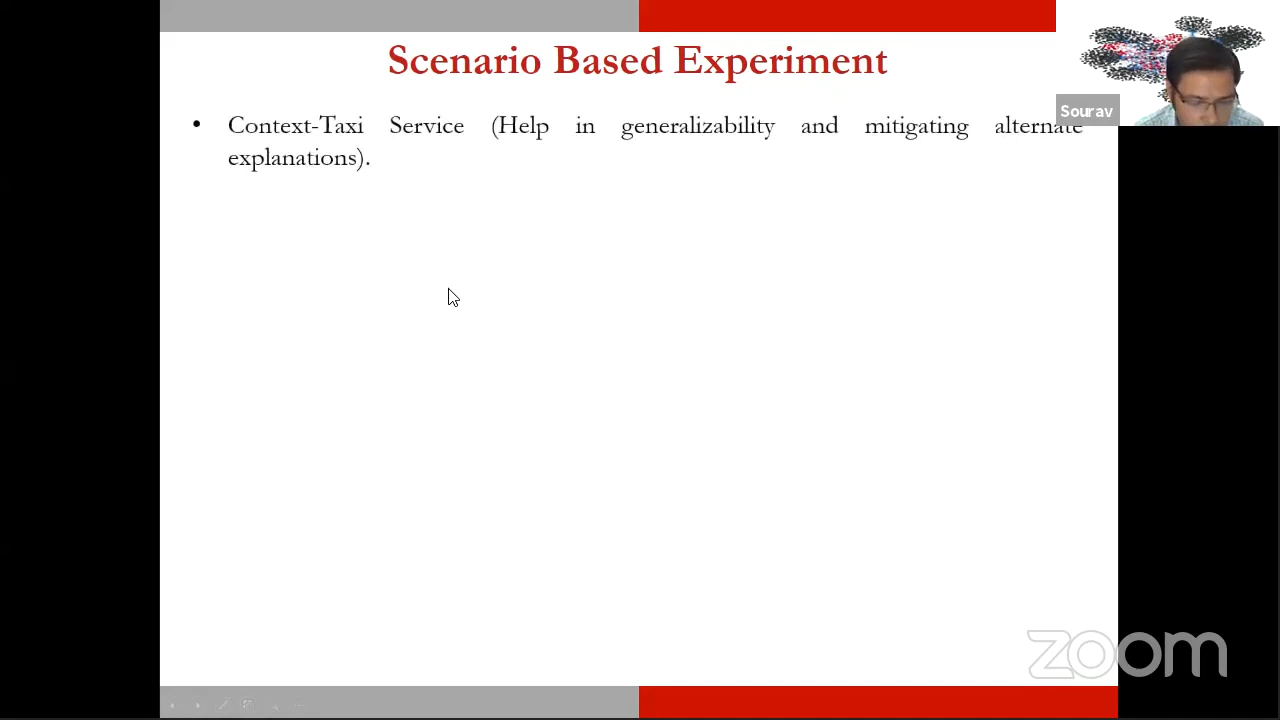 Scenario Based Experiment
Sourav
• Context-Taxi Service (Help in generalizability and mitigating alternate
explanations).
zoom